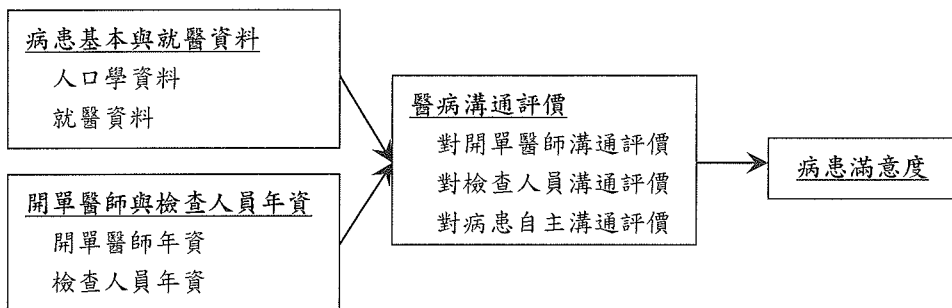 病患基本與就醫資料
人口學資料
就醫資料
開單醫師與檢查人員年資
開單醫師年資
檢查人員年資
醫病溝通評價
對開單醫師溝通評價
對檢查人員溝通評價
對病患自主溝通評價
病患滿意度